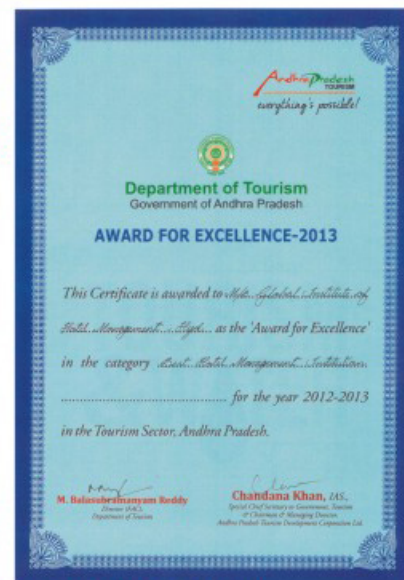 Andhra Pradesh
TOURISM
everything's possible!
Department of Tourism
Government of Andhra Pradesh
AWARD FOR EXCELLENCE-2013
This Certificate is awarded to M/s. Global Institute of
Hotel Management, Hyd. as the 'Award for Excellence'
in the category Best Hotel Management Institution
.................................... for the year 2012-2013
in the Tourism Sector, Andhra Pradesh.
M. Balasubramanyam Reddy
Department of Tourism
Chandana Khan, IAS.,
Special Chief Secretary to Government, Tourism
& Chairman & Managing Director,
Andhra Pradesh Tourism Development Corporation Ltd.